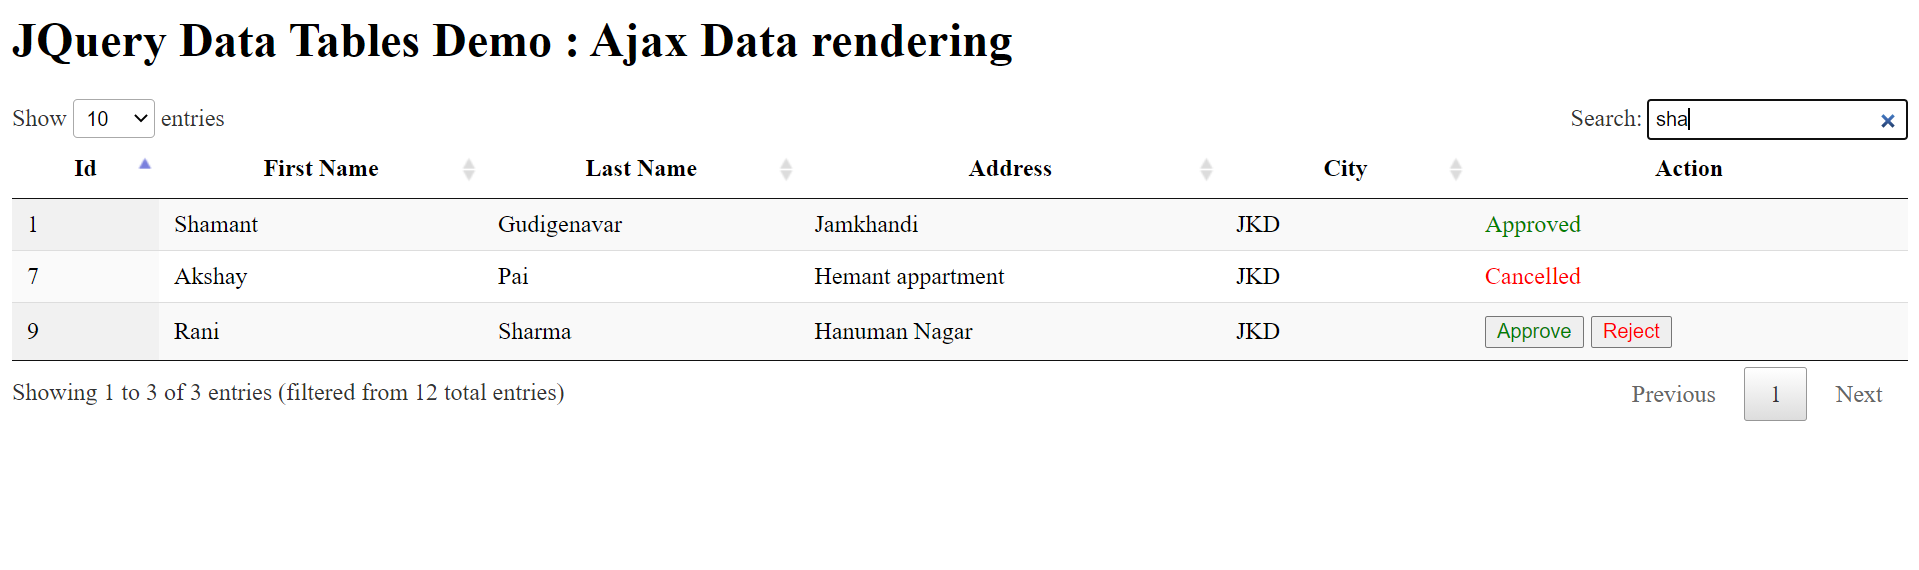 JQuery Data Tables Demo : Ajax Data rendering
Show 10 entries Search: sha
Id First Name Last Name Address City Action
1 Shamant Gudigenavar Jamkhandi JKD Approved
7 Akshay Pai Hemant appartment JKD Cancelled
9 Rani Sharma Hanuman Nagar JKD Approve Reject
Showing 1 to 3 of 3 entries (filtered from 12 total entries) Previous 1 Next